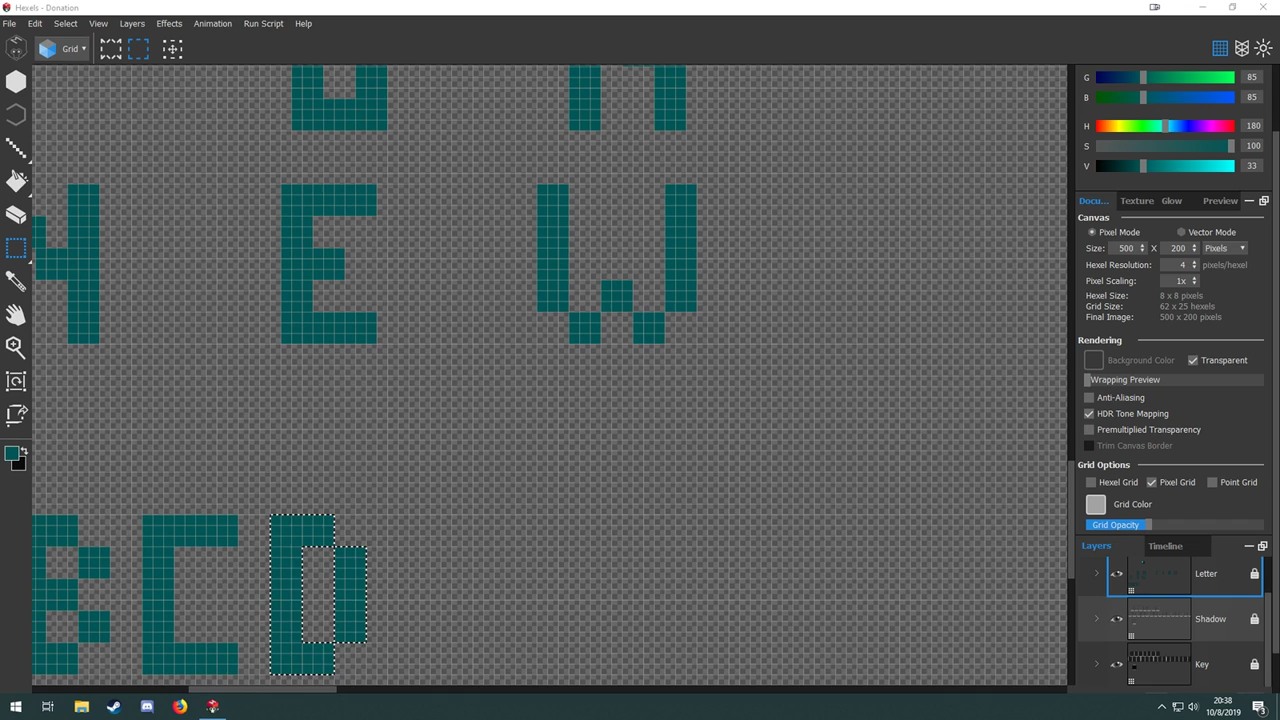 Hexels - Donation
File Edit Select View Layers Effects Animation Run Script Help
Grid
G 85
B 85
H 180
S 100
V 33
Docu... Texture Glow Preview
Canvas
Pixel Mode Vector Mode
Size: 500 X 200 Pixels
Hexel Resolution: 4 pixels/hexel
Pixel Scaling: 1x
Hexel Size: 8 x 8 pixels
Grid Size: 62 x 25 hexels
Final Image: 500 x 200 pixels
Rendering
Background Color Transparent
Wrapping Preview
Anti-Aliasing
HDR Tone Mapping
Premultiplied Transparency
Trim Canvas Border
Grid Options
Hexel Grid Pixel Grid Point Grid
Grid Color
Grid Opacity
Layers Timeline
Letter
Shadow
Key
E W
B C D
20:38
10/8/2019
3